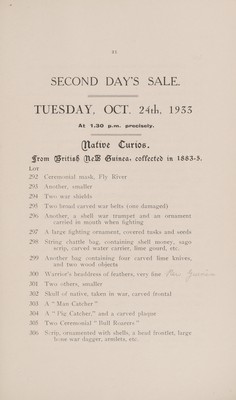 SECOND DAY'S SALE.
TUESDAY, OCT. 24th, 1933
At 1.30 p.m. precisely.
Native Curios.
From British New Guinea, collected in 1883-5.
LOT
292 Ceremonial mask, Fly River
293 Another, smaller
294 Two war shields
295 Two broad carved war belts (one damaged)
296 Another, a shell war trumpet and an ornament
carried in mouth when fighting
297 A large fighting ornament, covered tusks and seeds
298 String chattle bag, containing shell money, sago
scrip, carved water carrier, lime gourd, etc.
299 Another bag containing four carved lime knives,
and two wood objects
300 Warrior's headdress of feathers, very fine
301 Two others, smaller
302 Skull of native, taken in war, carved frontal
303 A "Man Catcher"
304 A "Pig Catcher," and a carved plaque
305 Two Ceremonial "Bull Roarers"
306 Scrip, ornamented with shells, a head frontlet, large
bone war dagger, armlets, etc.